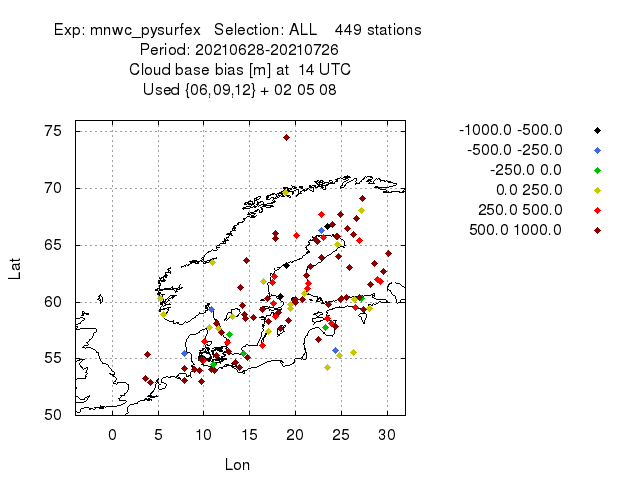 Exp: mnwc_pysurfex Selection: ALL 449 stations
Period: 20210628-20210726
Cloud base bias [m] at 14 UTC
Used {06,09,12} + 02 05 08
-1000.0 -500.0
-500.0 -250.0
-250.0 0.0
0.0 250.0
250.0 500.0
500.0 1000.0
75
70
65
60
55
50
Lat
0 5 10 15 20 25 30
Lon